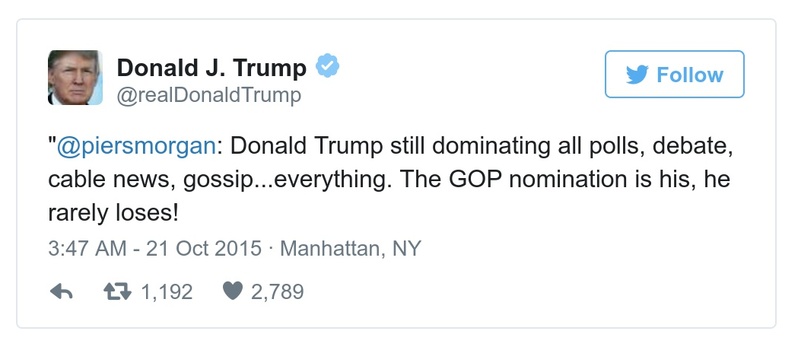 Donald J. Trump
@realDonaldTrump
Follow
"@piersmorgan: Donald Trump still dominating all polls, debate,
cable news, gossip...everything. The GOP nomination is his, he
rarely loses!
3:47 AM - 21 Oct 2015 · Manhattan, NY
1,192 2,789